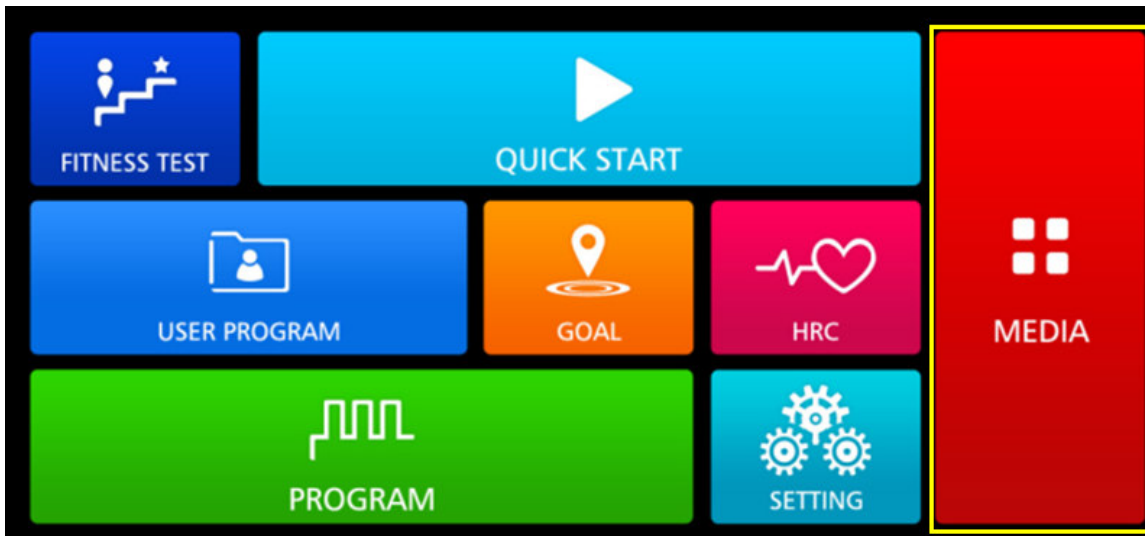 FITNESS TEST
QUICK START
USER PROGRAM
GOAL
HRC
MEDIA
PROGRAM
SETTING